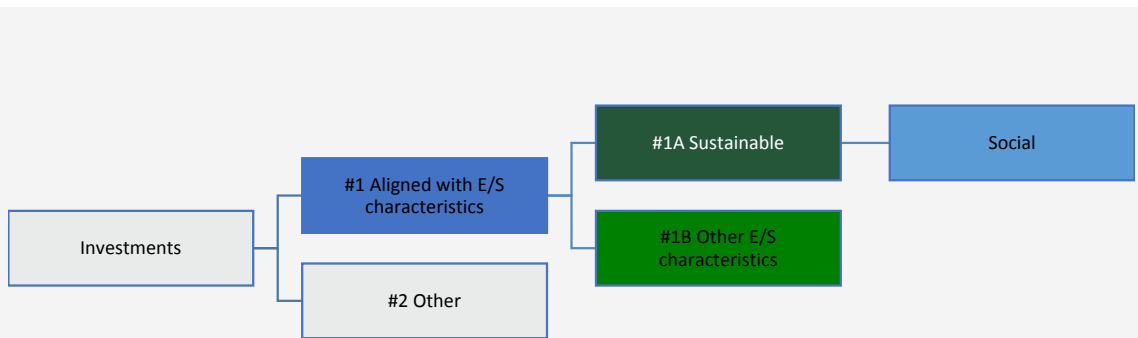 Investments
#1 Aligned with E/S
characteristics
#2 Other
#1A Sustainable
#1B Other E/S
characteristics
Social